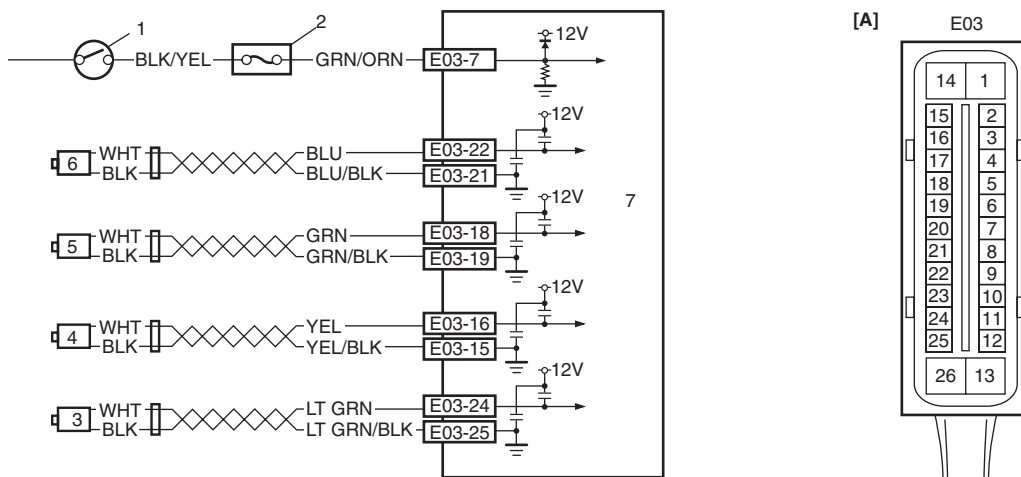 1
2
12V
BLK/YEL
GRN/ORN
E03-7
12V
6
WHT
BLU
E03-22
BLK
BLU/BLK
E03-21
7
12V
5
WHT
GRN
E03-18
BLK
GRN/BLK
E03-19
12V
4
WHT
YEL
E03-16
BLK
YEL/BLK
E03-15
12V
3
WHT
LT GRN
E03-24
BLK
LT GRN/BLK
E03-25
[A]
E03
14 1
15 2
16 3
17 4
18 5
19 6
20 7
21 8
22 9
23 10
24 11
25 12
26 13